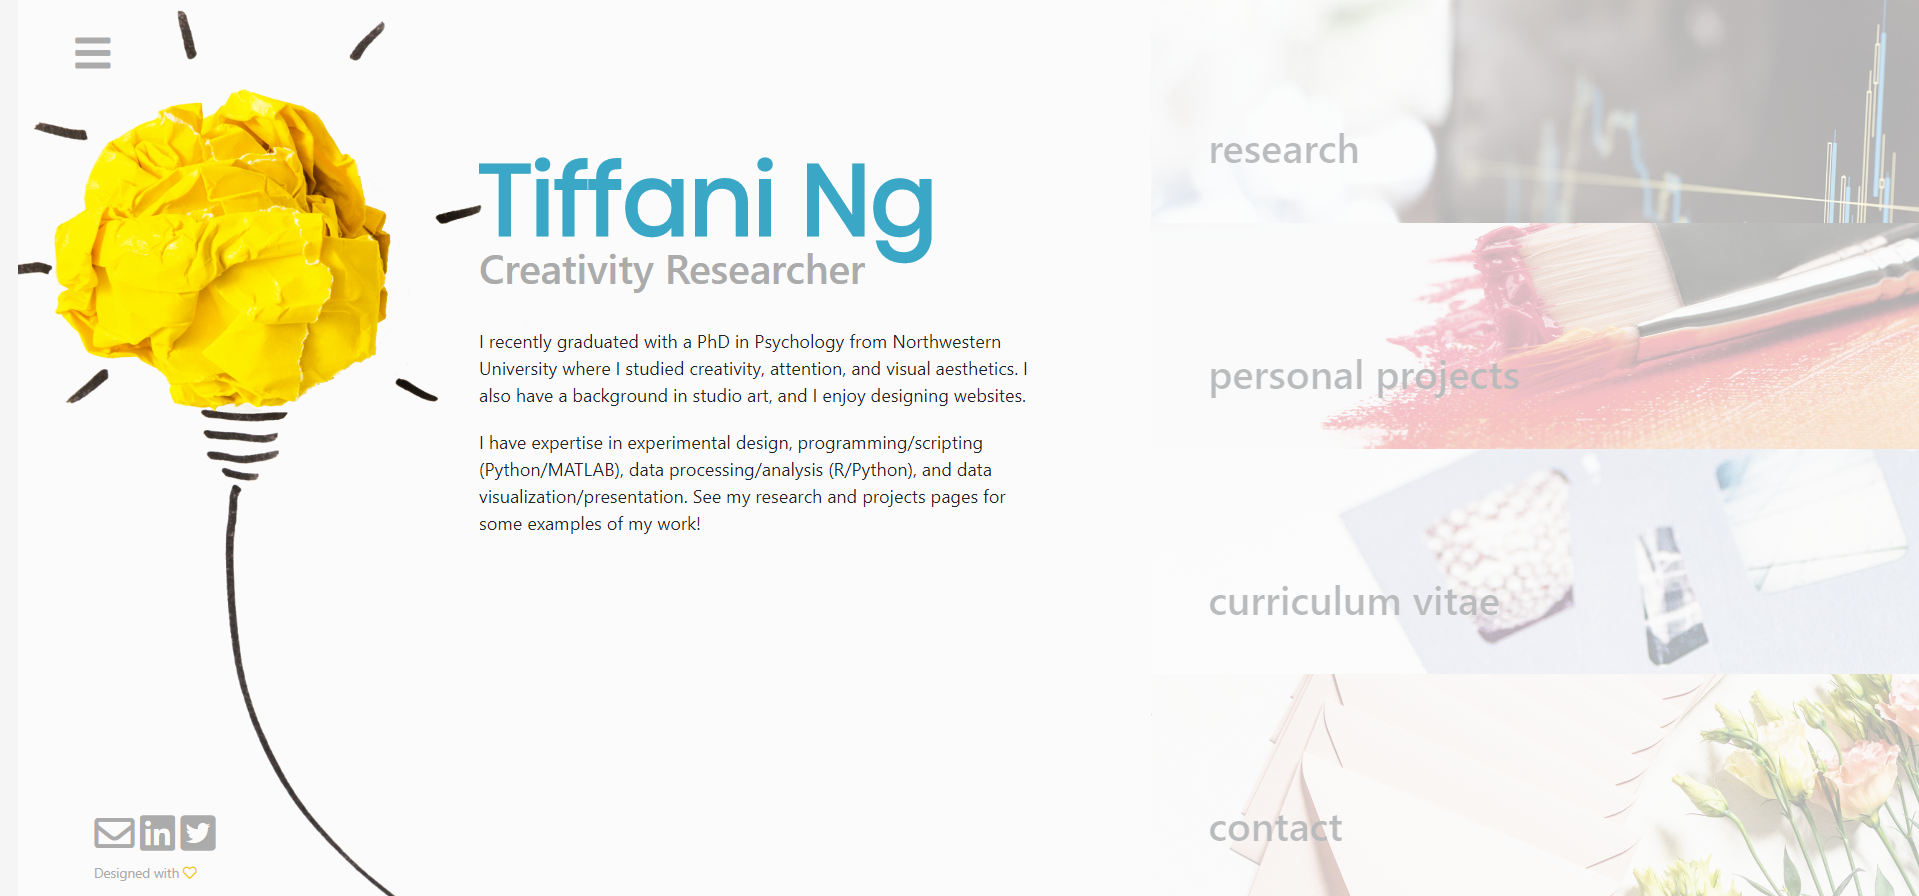 Tiffani Ng
Creativity Researcher
I recently graduated with a PhD in Psychology from Northwestern
University where I studied creativity, attention, and visual aesthetics. I
also have a background in studio art, and I enjoy designing websites.
I have expertise in experimental design, programming/scripting
(Python/MATLAB), data processing/analysis (R/Python), and data
visualization/presentation. See my research and projects pages for
some examples of my work!
research
personal projects
curriculum vitae
contact
in
Designed with